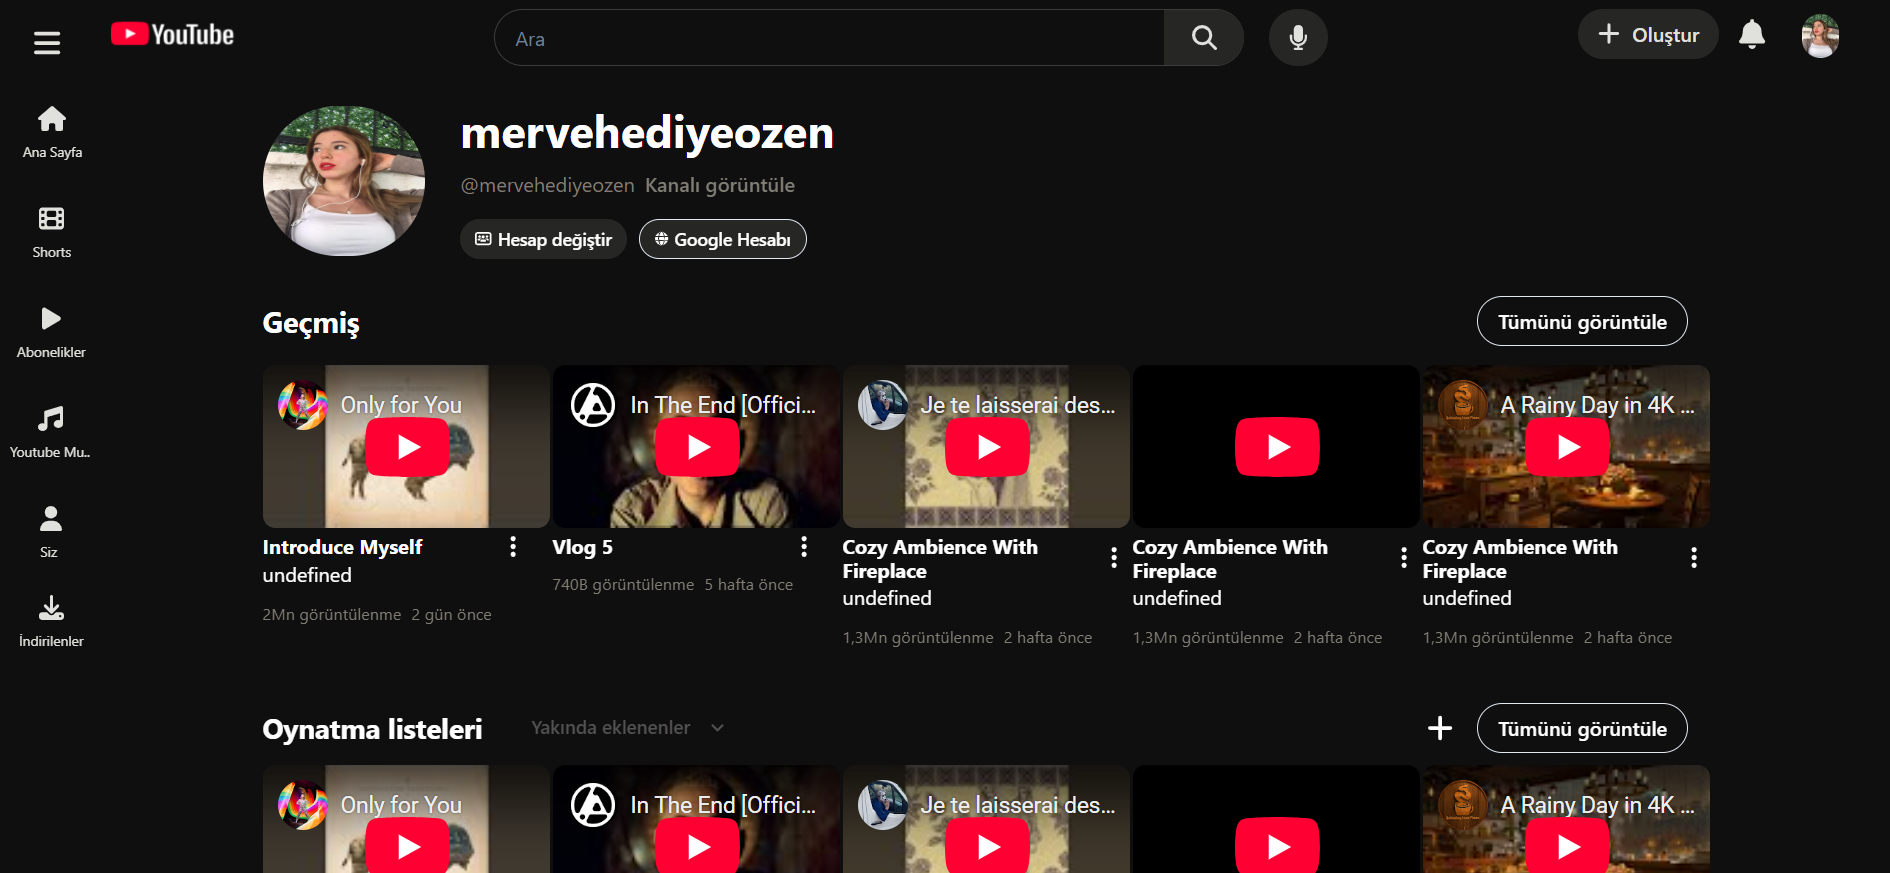 YouTube
Ara
Oluştur
Ana Sayfa
Shorts
Abonelikler
Youtube Mu..
Siz
İndirilenler
mervehediyeozen
@mervehediyeozen Kanalı görüntüle
Hesap değiştir Google Hesabı
Geçmiş
Tümünü görüntüle
Only for You
In The End [Offici...
Je te laisserai des...
A Rainy Day in 4K ...
Introduce Myself
undefined
2Mn görüntülenme 2 gün önce
Vlog 5
740B görüntülenme 5 hafta önce
Cozy Ambience With
Fireplace
undefined
1,3Mn görüntülenme 2 hafta önce
Cozy Ambience With
Fireplace
undefined
1,3Mn görüntülenme 2 hafta önce
Cozy Ambience With
Fireplace
undefined
1,3Mn görüntülenme 2 hafta önce
Oynatma listeleri
Yakında eklenenler
Tümünü görüntüle
Only for You
In The End [Offici...
Je te laisserai des...
A Rainy Day in 4K ...